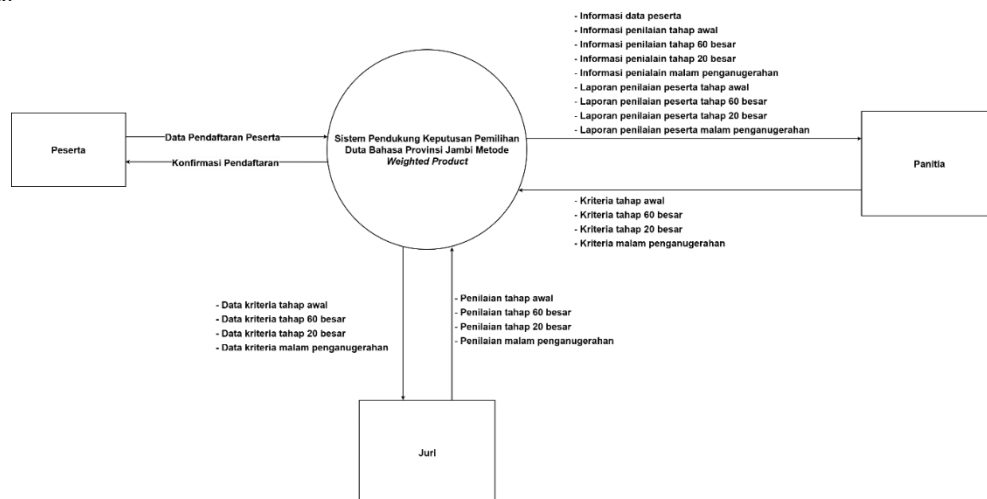 - Informasi data peserta
- Informasi penilaian tahap awal
- Informasi penilaian tahap 60 besar
- Informasi penialain tahap 20 besar
- Informasi penialain malam penganugerahan
- Laporan penilaian peserta tahap awal
- Laporan penilaian peserta tahap 60 besar
- Laporan penilaian peserta tahap 20 besar
- Laporan penilaian peserta malam penganugerahan
Peserta
Data Pendaftaran Peserta
Konfirmasi Pendaftaran
Sistem Pendukung Keputusan Pemilihan
Duta Bahasa Provinsi Jambi Metode
Weighted Product
Panitia
- Kriteria tahap awal
- Kriteria tahap 60 besar
- Kriteria tahap 20 besar
- Kriteria malam penganugerahan
- Data kriteria tahap awal
- Data kriteria tahap 60 besar
- Data kriteria tahap 20 besar
- Data kriteria malam penganugerahan
- Penilaian tahap awal
- Penilaian tahap 60 besar
- Penilaian tahap 20 besar
- Penilaian malam penganugerahan
Juri